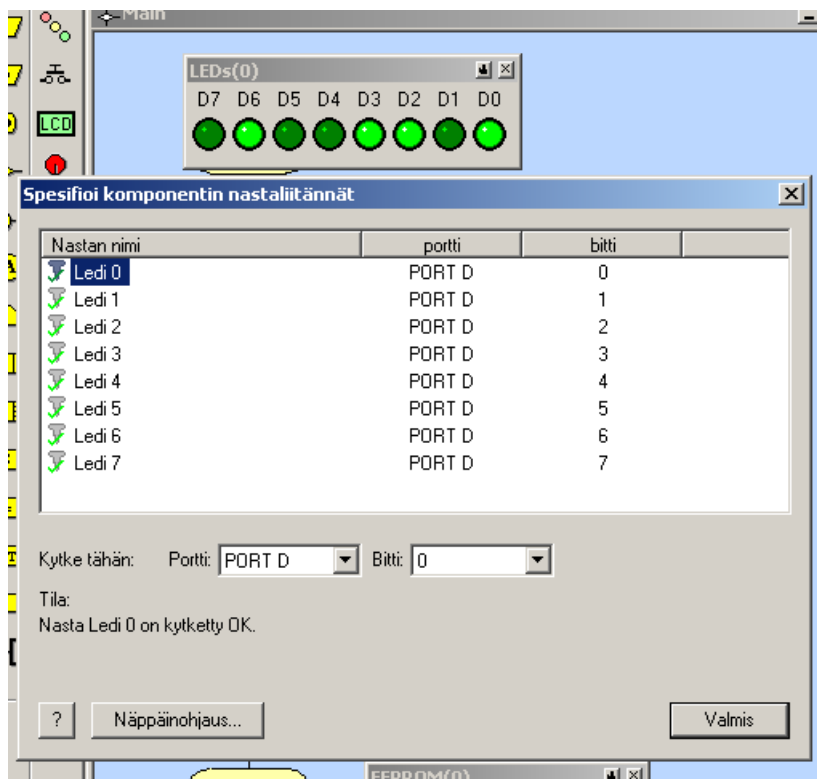 Main
LEDs(0)
D7 D6 D5 D4 D3 D2 D1 D0
LCD
Spesifioi komponentin nastaliitännät
Nastan nimi portti bitti
Ledi 0 PORT D 0
Ledi 1 PORT D 1
Ledi 2 PORT D 2
Ledi 3 PORT D 3
Ledi 4 PORT D 4
Ledi 5 PORT D 5
Ledi 6 PORT D 6
Ledi 7 PORT D 7
Kytke tähän: Portti: PORT D Bitti: 0
Tila:
Nasta Ledi 0 on kytketty OK.
? Näppäinohjaus... Valmis
EEPROM(0)